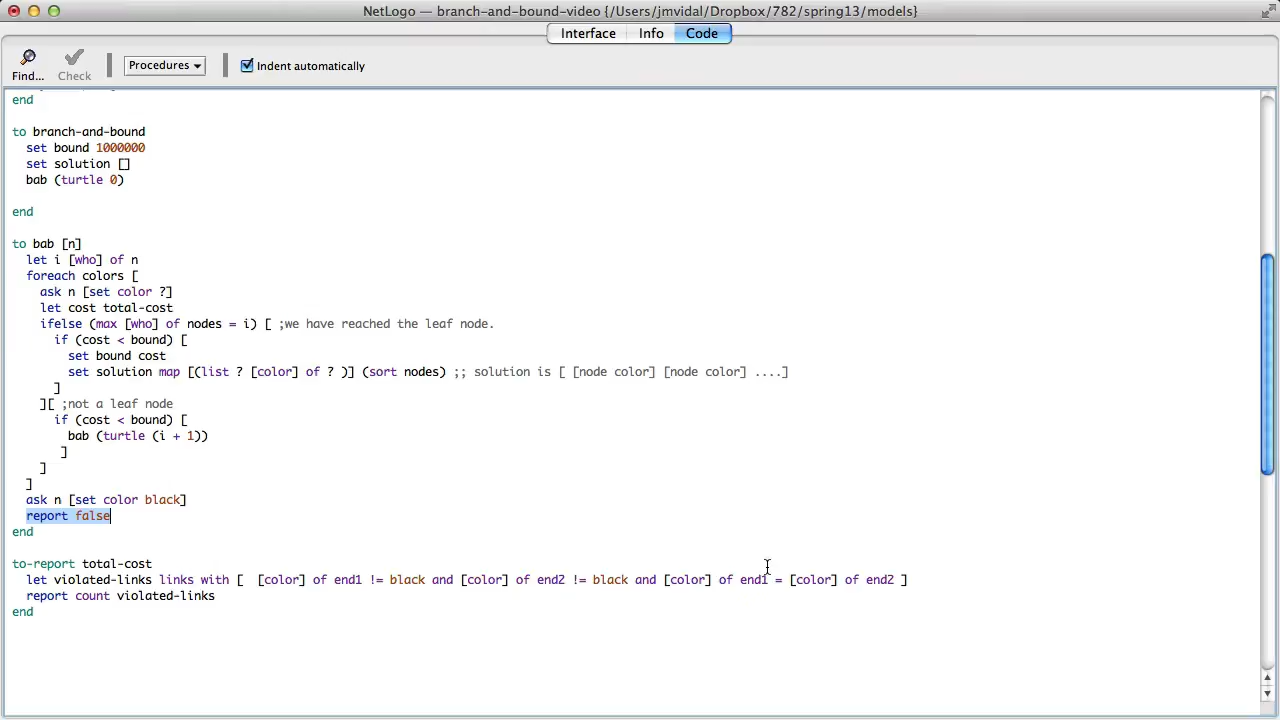 NetLogo — branch-and-bound-video {/Users/jmvidal/Dropbox/782/spring13/models}
Interface Info Code
Find... Check Procedures Indent automatically
end
to branch-and-bound
set bound 1000000
set solution []
bab (turtle 0)
end
to bab [n]
let i [who] of n
foreach colors [
ask n [set color ?]
let cost total-cost
ifelse (max [who] of nodes = i) [ ;we have reached the leaf node.
if (cost < bound) [
set bound cost
set solution map [(list ? [color] of ? )] (sort nodes) ;; solution is [ [node color] [node color] ....]
]
][ ;not a leaf node
if (cost < bound) [
bab (turtle (i + 1))
]
]
]
ask n [set color black]
report false
end
to-report total-cost
let violated-links links with [ [color] of end1 != black and [color] of end2 != black and [color] of end1 = [color] of end2 ]
report count violated-links
end